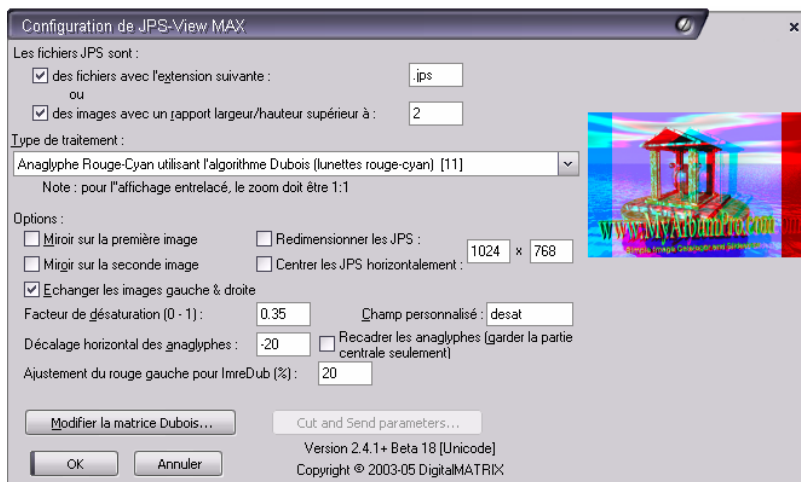 Configuration de JPS-View MAX
Les fichiers JPS sont :
des fichiers avec l'extension suivante : .jps
ou
des images avec un rapport largeur/hauteur supérieur à : 2
Type de traitement :
Anaglyphe Rouge-Cyan utilisant l'algorithme Dubois (lunettes rouge-cyan) [11]
Note : pour l''affichage entrelacé, le zoom doit être 1:1
www.MyAlbumPro.com
Simple Image Cataloger and Slideshow
Options :
Miroir sur la première image Redimensionner les JPS :
1024 x 768
Miroir sur la seconde image Centrer les JPS horizontalement :
Echanger les images gauche & droite
Facteur de désaturation (0 - 1) : 0.35 Champ personnalisé : desat
Décalage horizontal des anaglyphes : -20 Recadrer les anaglyphes (garder la partie
centrale seulement)
Ajustement du rouge gauche pour ImreDub (%) : 20
Modifier la matrice Dubois... Cut and Send parameters...
Version 2.4.1+ Beta 18 [Unicode]
OK Annuler
Copyright © 2003-05 DigitalMATRIX